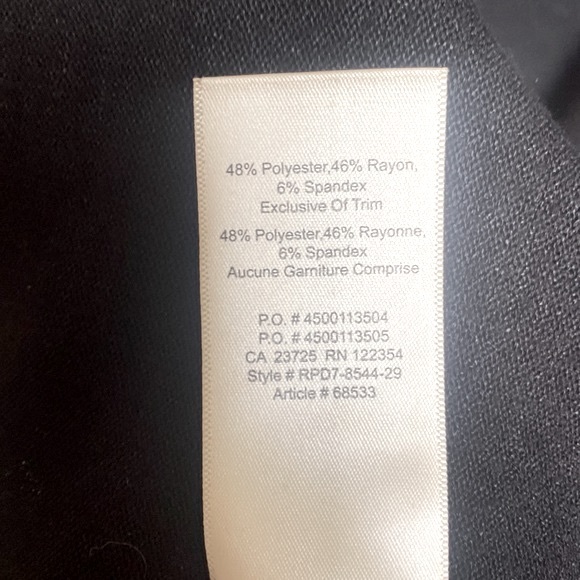 48% Polyester,46% Rayon,
6% Spandex
Exclusive Of Trim
48% Polyester,46% Rayonne,
6% Spandex
Aucune Garniture Comprise
P.O. # 4500113504
P.O. # 4500113505
CA 23725 RN 122354
Style # RPD7-8544-29
Article # 68533